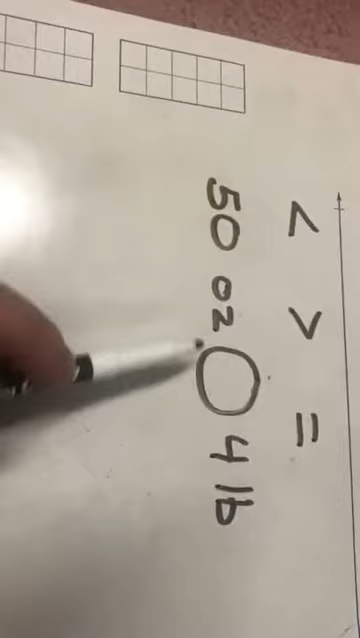 < > =
50 oz ◯ 4 lb